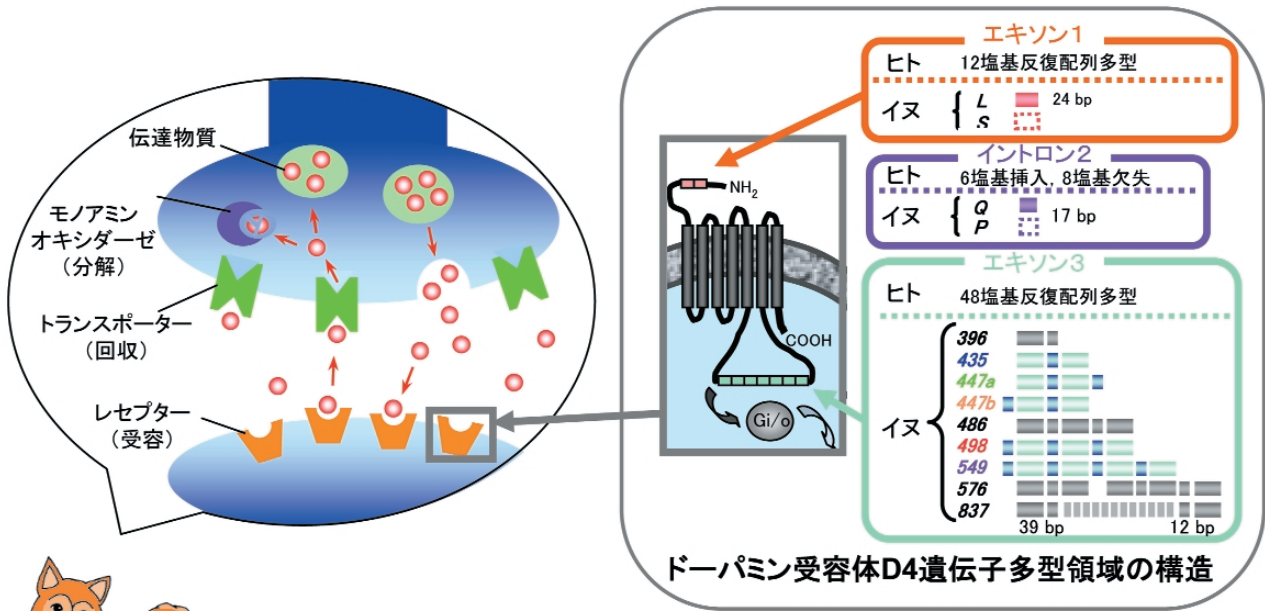 伝達物質
モノアミン
オキシダーゼ
（分解）
トランスポーター
（回収）
レセプター
（受容）
NH2
COOH
Gi/o
エキソン1
ヒト 12塩基反復配列多型
イヌ { L 24 bp
S
イントロン2
ヒト 6塩基挿入, 8塩基欠失
イヌ { Q 17 bp
P
エキソン3
ヒト 48塩基反復配列多型
イヌ {
396
435
447a
447b
486
498
549
576
837
39 bp 12 bp
ドーパミン受容体D4遺伝子多型領域の構造